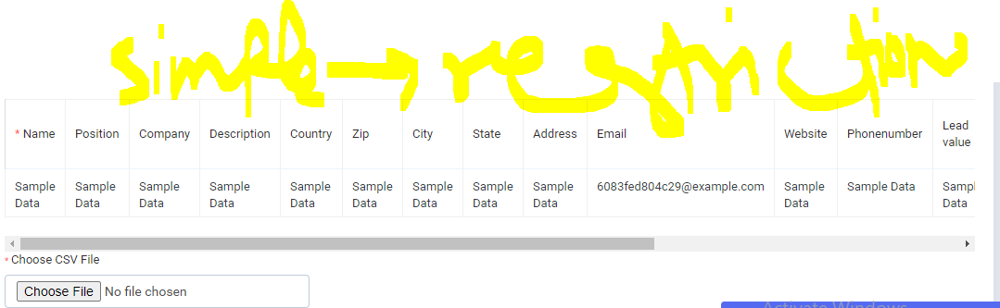 simple→restriction
* Name Position Company Description Country Zip City State Address Email Website Phonenumber Lead value
Sample Data Sample Data Sample Data Sample Data Sample Data Sample Data Sample Data Sample Data Sample Data 6083fed804c29@example.com Sample Data Sample Data Sampl Data
* Choose CSV File
Choose File No file chosen
Activate Windows